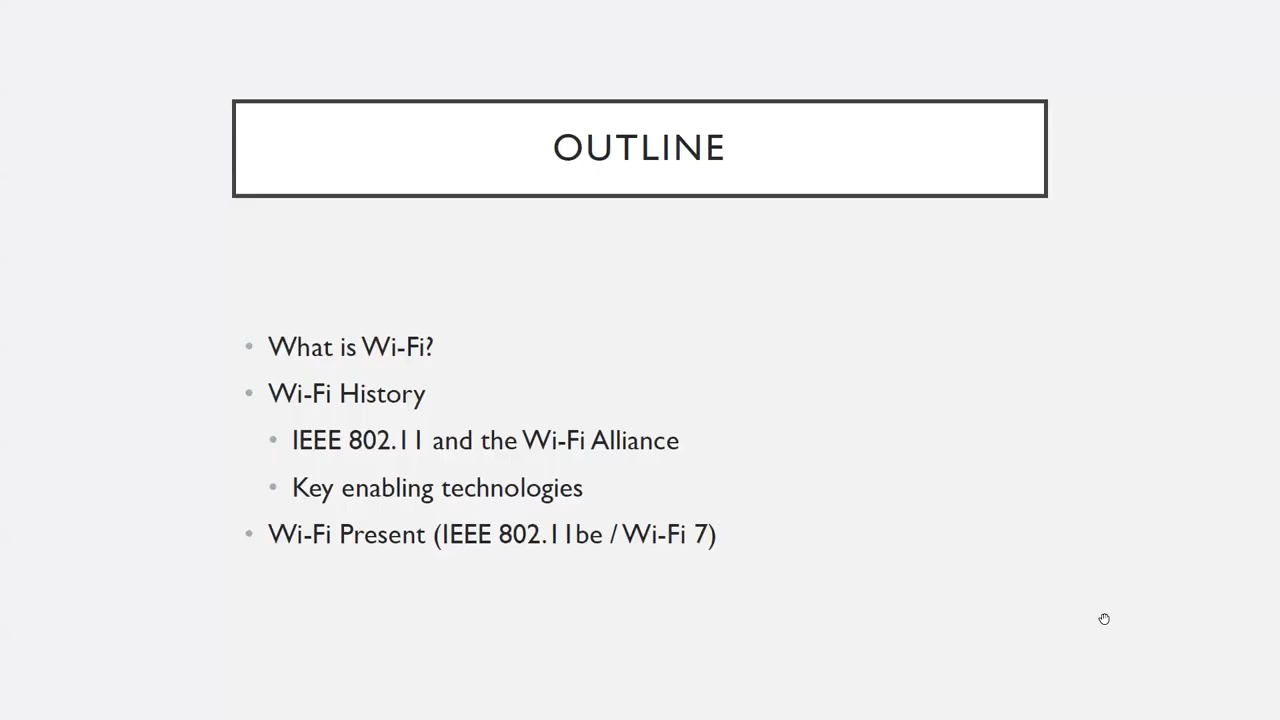 OUTLINE
• What is Wi-Fi?
• Wi-Fi History
• IEEE 802.11 and the Wi-Fi Alliance
• Key enabling technologies
• Wi-Fi Present (IEEE 802.11be / Wi-Fi 7)